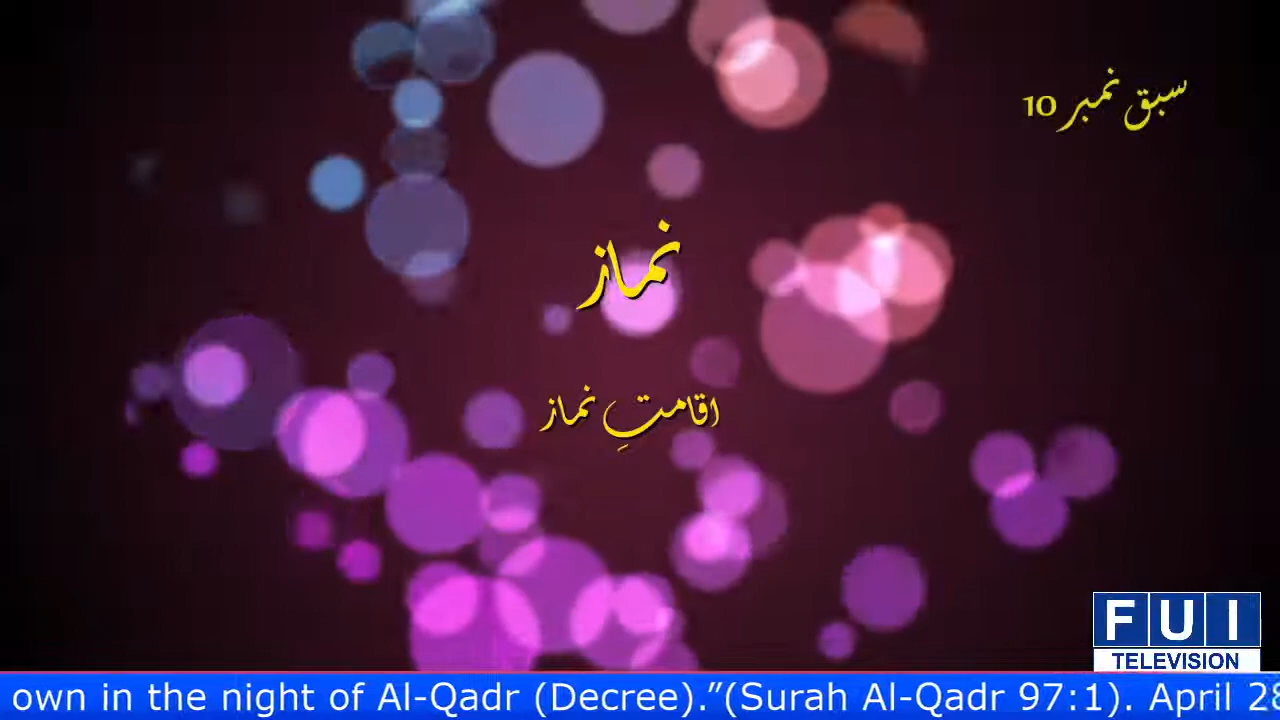 سبق نمبر 10
نماز
اقامتِ نماز
FUI
TELEVISION
own in the night of Al-Qadr (Decree).”(Surah Al-Qadr 97:1). April 28